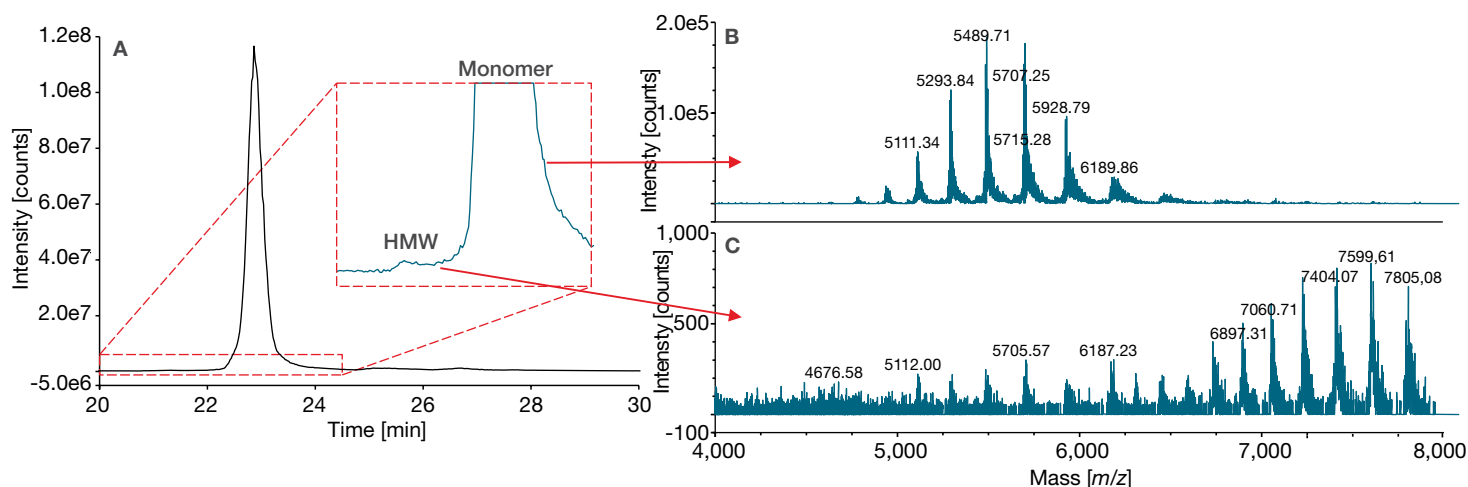 A
Intensity [counts]
1.2e8
1.0e8
8.0e7
6.0e7
4.0e7
2.0e7
-5.0e6
20
22
24
26
28
30
Time [min]
Monomer
HMW
B
Intensty [counts]
2.0e5
1.0e5
5111.34
5293.84
5489.71
5707.25
5715.28
5928.79
6189.86
C
Intensty [counts]
1,000
500
-100
4676.58
5112.00
5705.57
6187.23
6897.31
7060.71
7404.07
7599,61
7805,08
4,000
5,000
6,000
7,000
8,000
Mass [m/z]